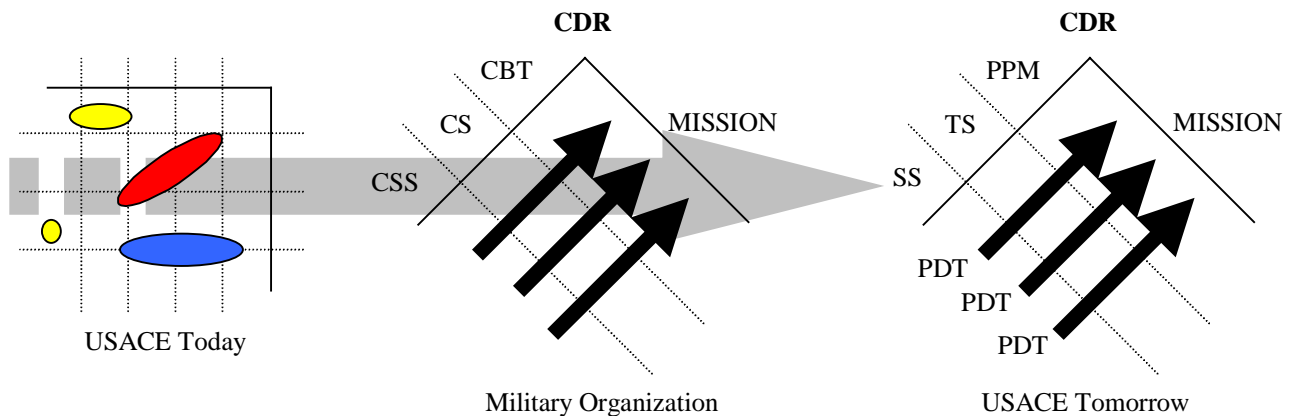 CDR
CBT
CS
MISSION
CSS
CDR
PPM
TS
MISSION
SS
PDT
PDT
PDT
USACE Today
Military Organization
USACE Tomorrow